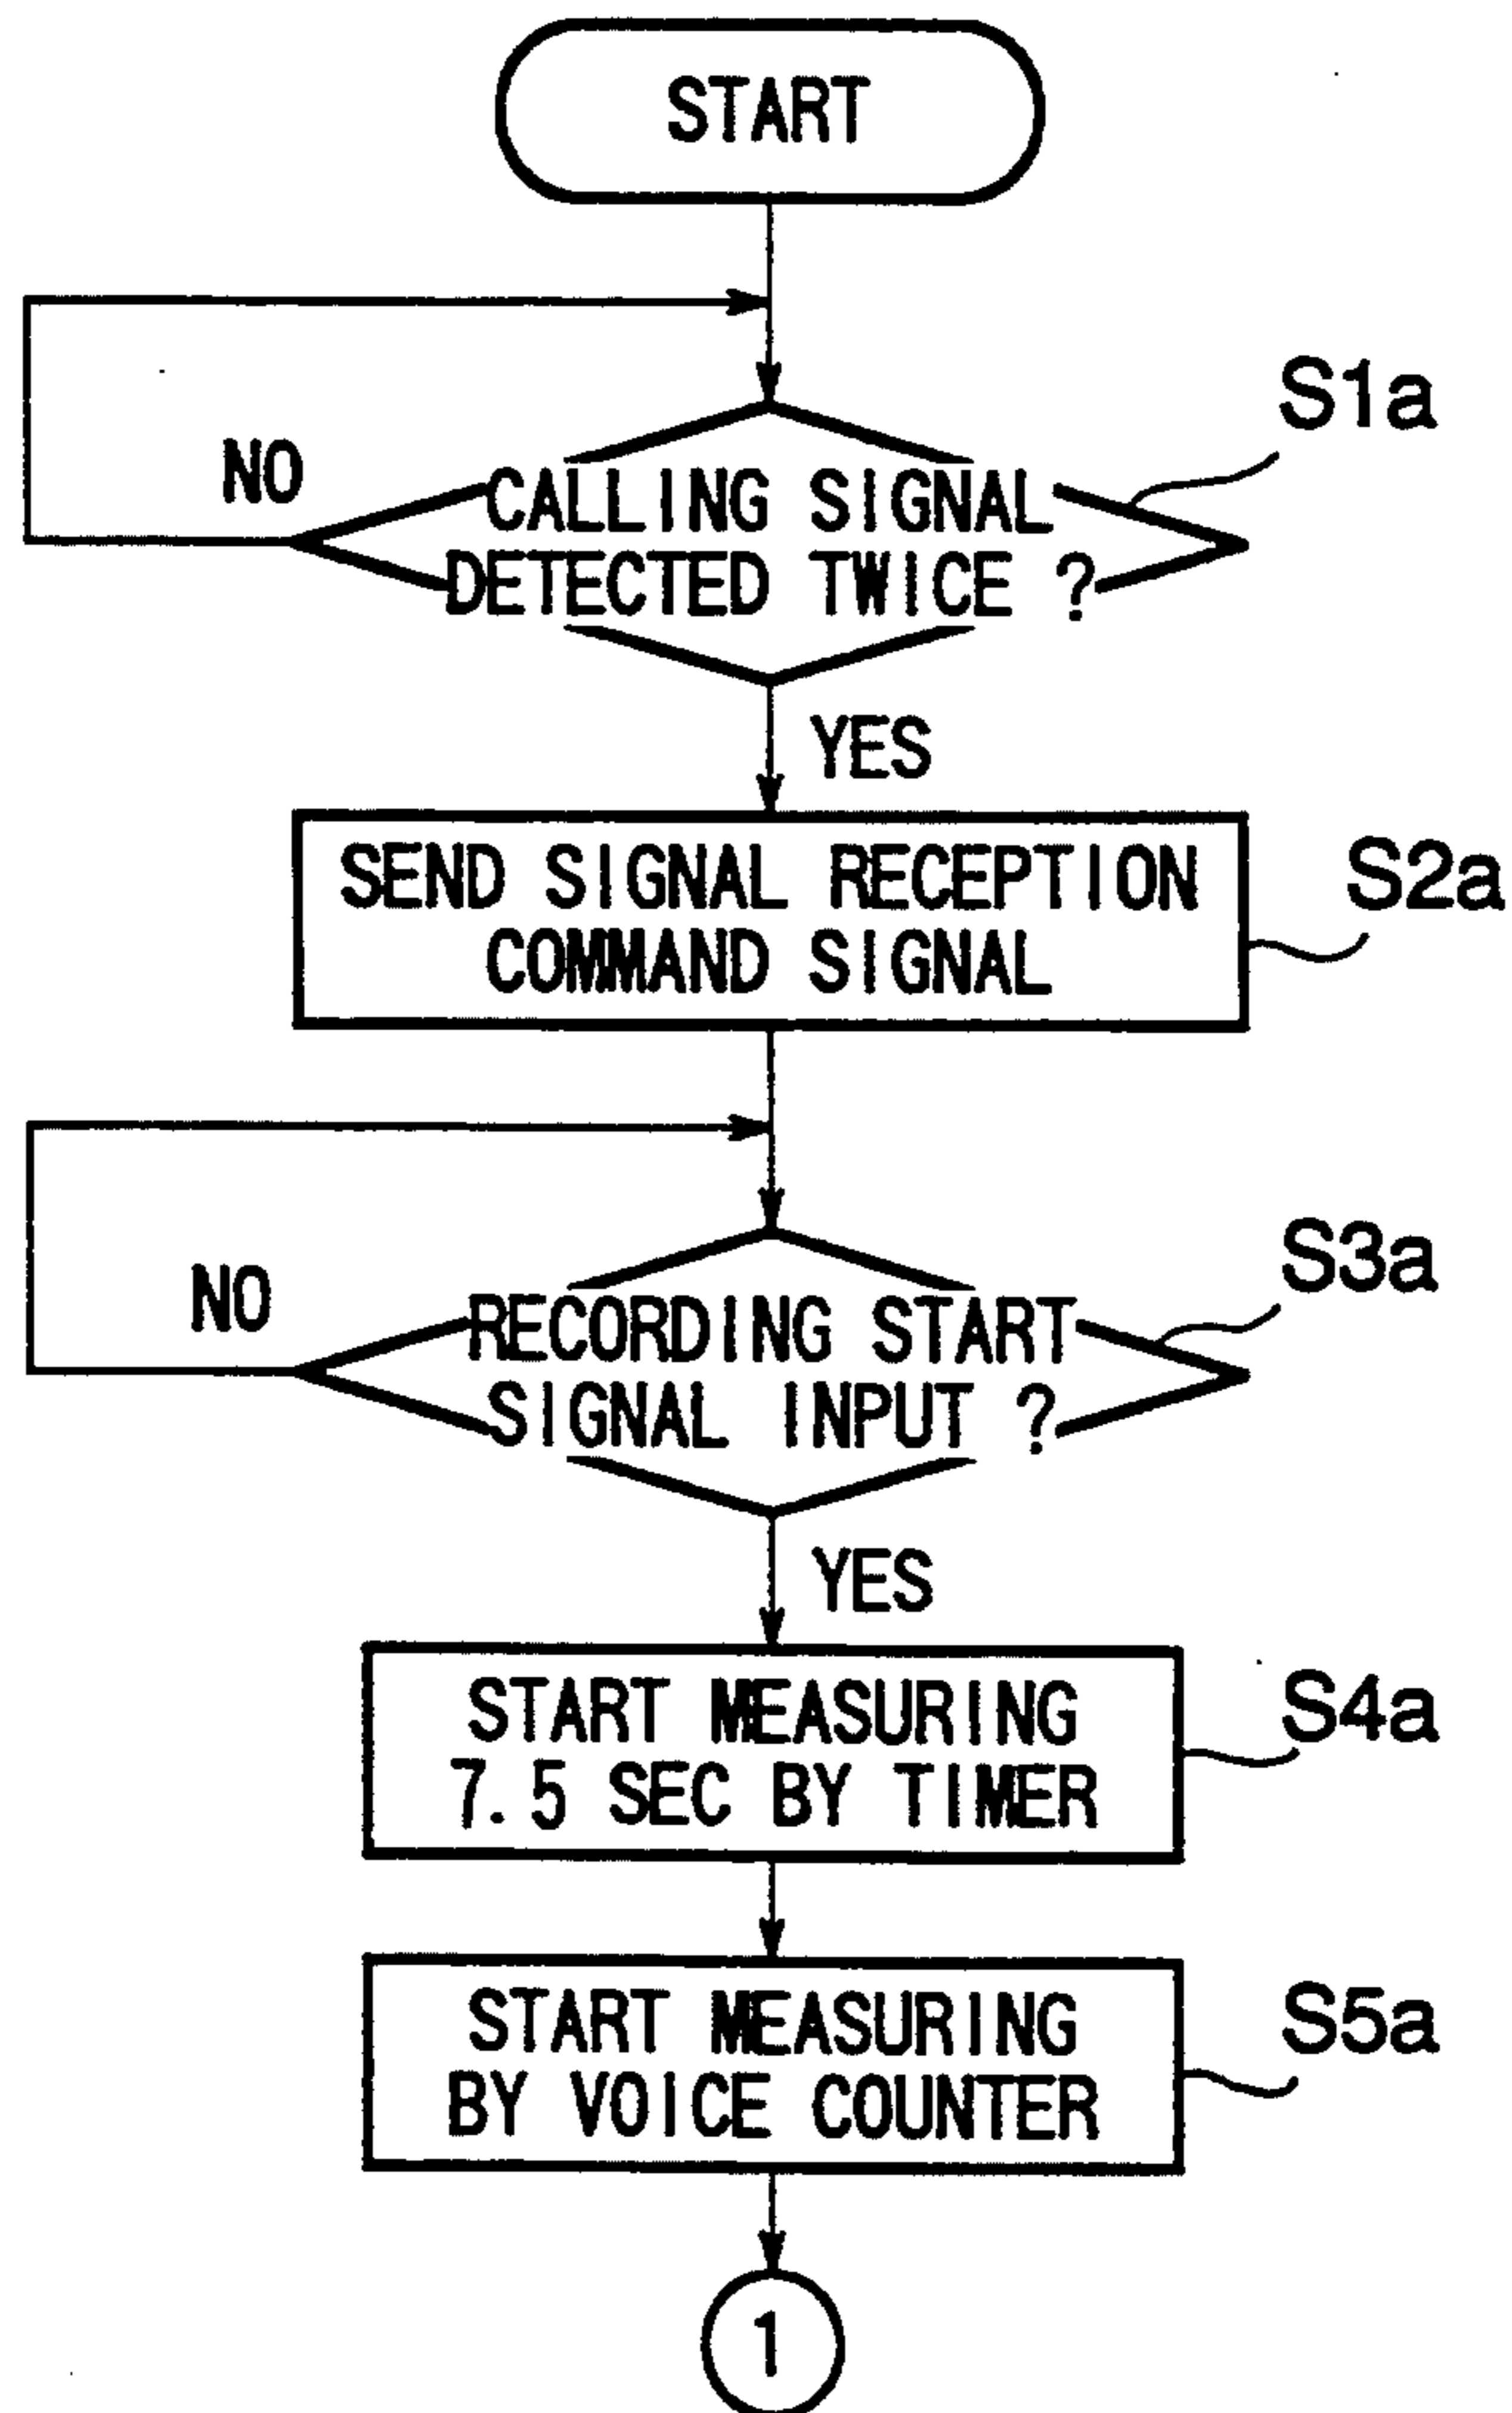 START
S1a
NO
CALLING SIGNAL
DETECTED TWICE ?
YES
SEND SIGNAL RECEPTION
COMMAND SIGNAL
S2a
S3a
NO
RECORDING START
SIGNAL INPUT ?
YES
START MEASURING
7.5 SEC BY TIMER
S4a
START MEASURING
BY VOICE COUNTER
S5a
1